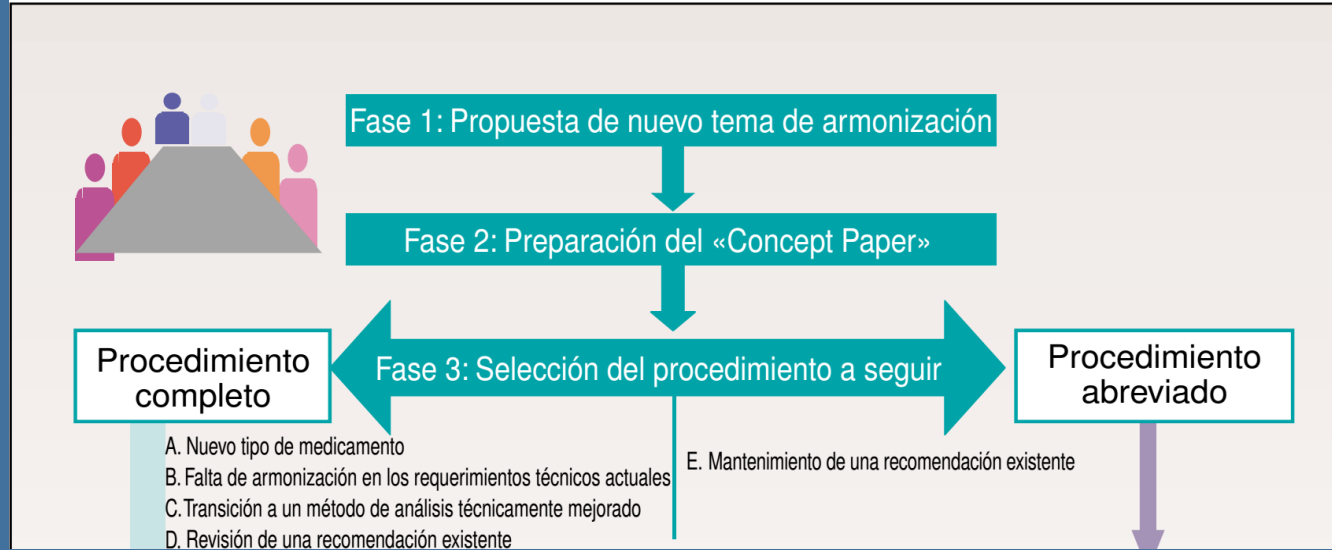 Fase 1: Propuesta de nuevo tema de armonización
Fase 2: Preparación del «Concept Paper»
Fase 3: Selección del procedimiento a seguir
Procedimiento
completo
Procedimiento
abreviado
A. Nuevo tipo de medicamento
B. Falta de armonización en los requerimientos técnicos actuales
C. Transición a un método de análisis técnicamente mejorado
D. Revisión de una recomendación existente
E. Mantenimiento de una recomendación existente